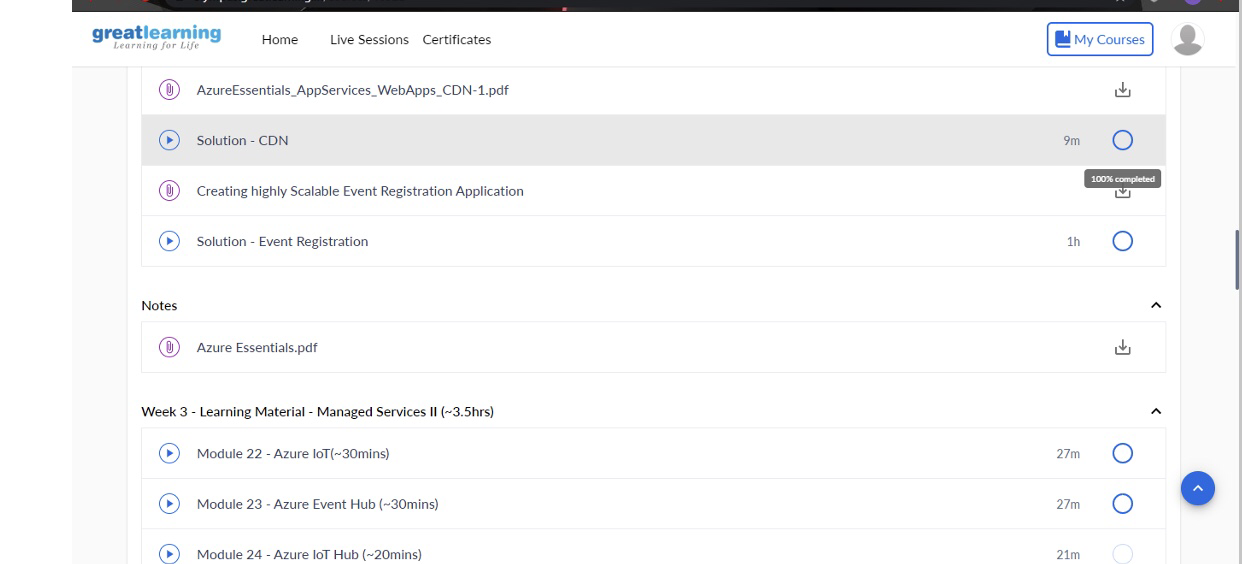 greatlearning
Learning for Life
Home Live Sessions Certificates My Courses
AzureEssentials_AppServices_WebApps_CDN-1.pdf
Solution - CDN 9m
100% completed
Creating highly Scalable Event Registration Application
Solution - Event Registration 1h
Notes
Azure Essentials.pdf
Week 3 - Learning Material - Managed Services II (~3.5hrs)
Module 22 - Azure IoT(~30mins) 27m
Module 23 - Azure Event Hub (~30mins) 27m
Module 24 - Azure IoT Hub (~20mins) 21m